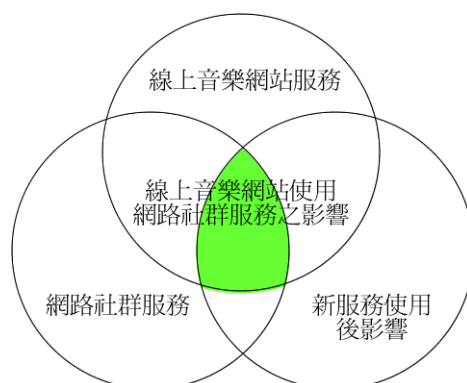 線上音樂網站服務
線上音樂網站使用
網路社群服務之影響
網路社群服務
新服務使用
後影響